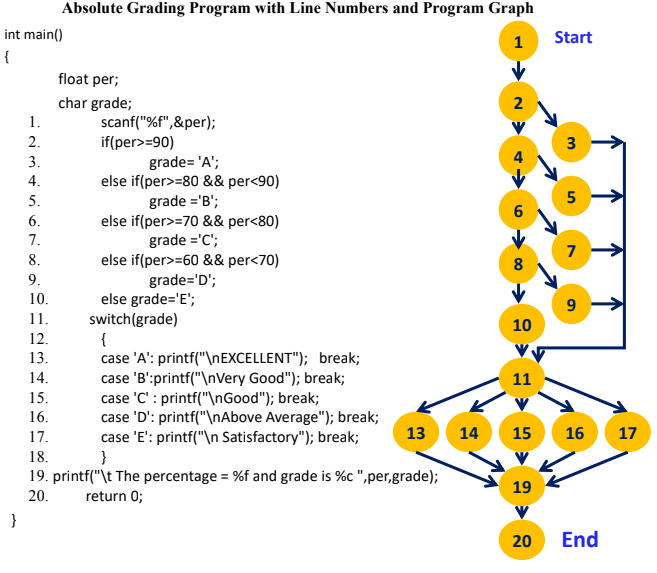 Absolute Grading Program with Line Numbers and Program Graph
int main()
{
float per;
char grade;
1. scanf("%f",&per);
2. if(per>=90)
3. grade= 'A';
4. else if(per>=80 && per<90)
5. grade ='B';
6. else if(per>=70 && per<80)
7. grade ='C';
8. else if(per>=60 && per<70)
9. grade='D';
10. else grade='E';
11. switch(grade)
12. {
13. case 'A': printf("\nEXCELLENT"); break;
14. case 'B':printf("\nVery Good"); break;
15. case 'C' : printf("\nGood"); break;
16. case 'D': printf("\nAbove Average"); break;
17. case 'E': printf("\n Satisfactory"); break;
18. }
19. printf("\t The percentage = %f and grade is %c ",per,grade);
20. return 0;
}
1 Start
2
3
4
5
6
7
8
9
10
11
13 14 15 16 17
19
20 End